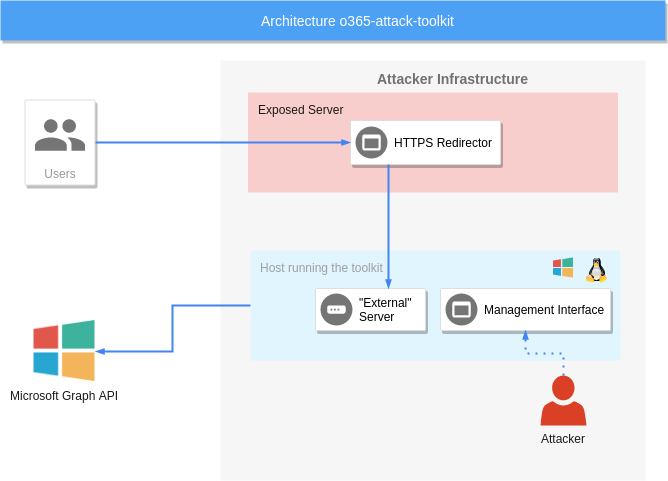 Architecture o365-attack-toolkit
Attacker Infrastructure
Exposed Server
HTTPS Redirector
Users
Host running the toolkit
"External"
Server
Management Interface
Microsoft Graph API
Attacker